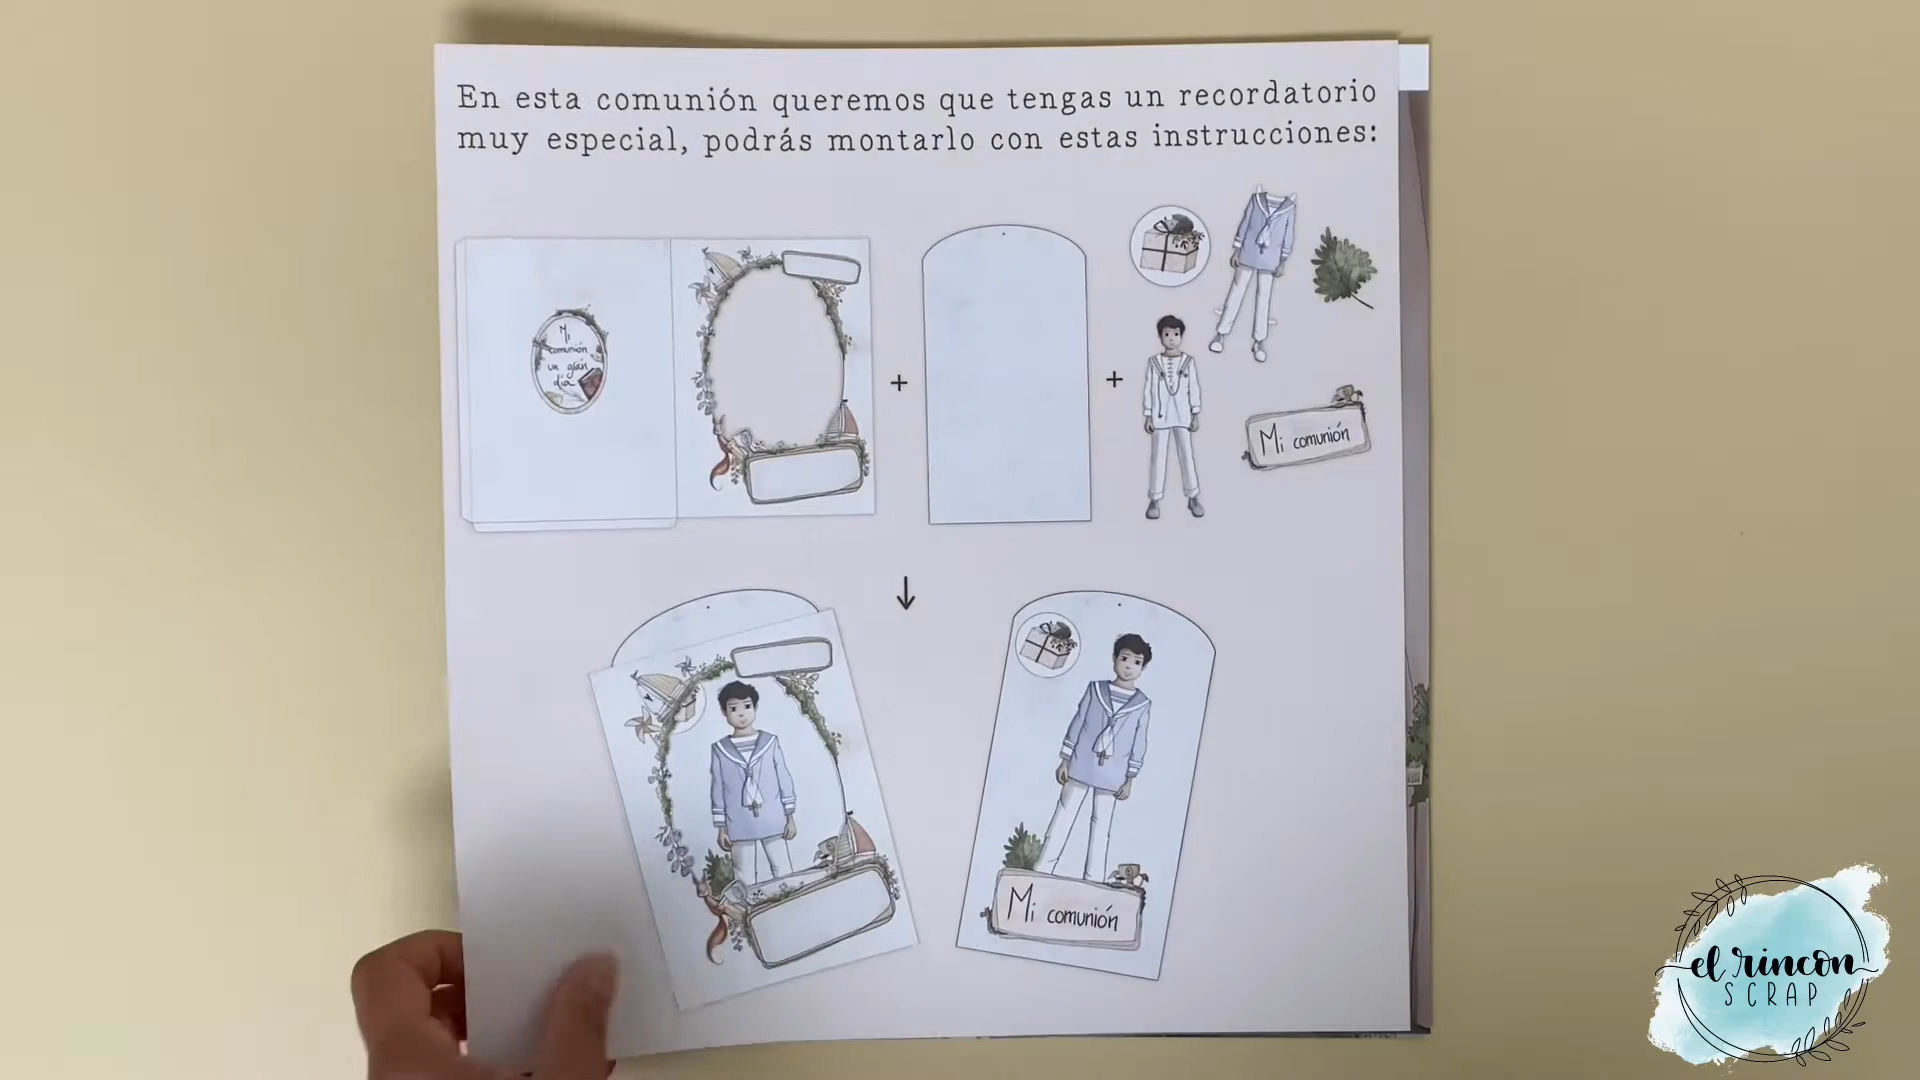 En esta comunión queremos que tengas un recordatorio
muy especial, podrás montarlo con estas instrucciones:
Mi
comunión
un gran
día
+
+
Mi comunión
Mi comunión
el rincon
SCRAP